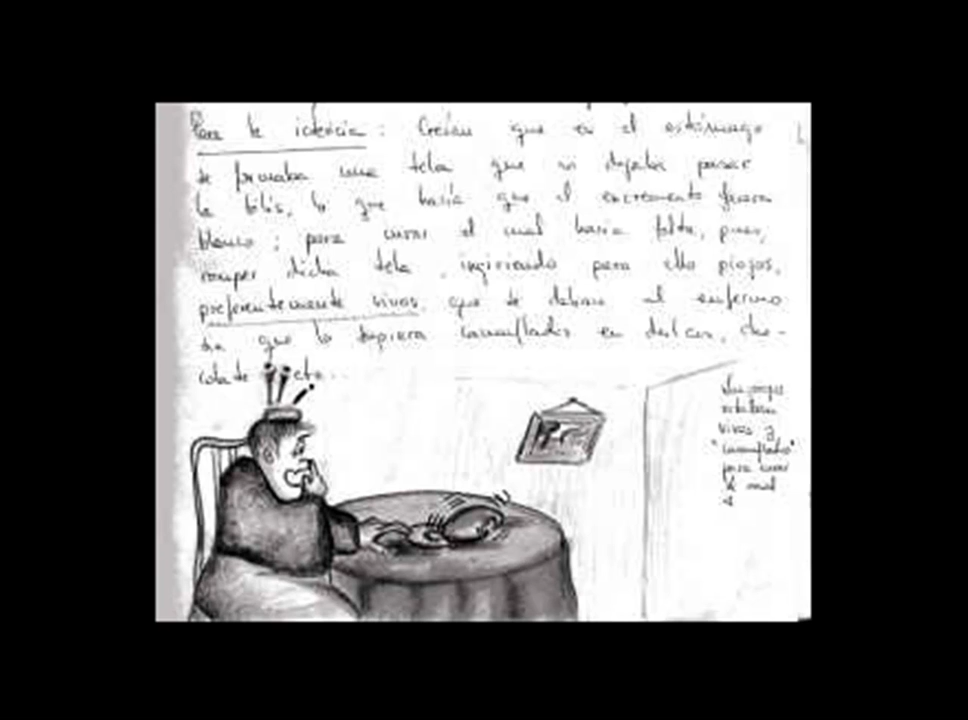 Para la ictericia : Creían que en el estómago
se formaba una tela que no dejaba pasar
la bilis, lo que hacía que el excremento fuera
blanco ; para curar el mal hacía falta, pues,
romper dicha tela , ingiriendo para ello piojos,
preferentemente vivos, que se daban al enfermo
sin que lo supiera camuflados en dulces, cho-
colate etc...
Los piojos
estaban
vivos y
"camuflados"
para curar
el mal